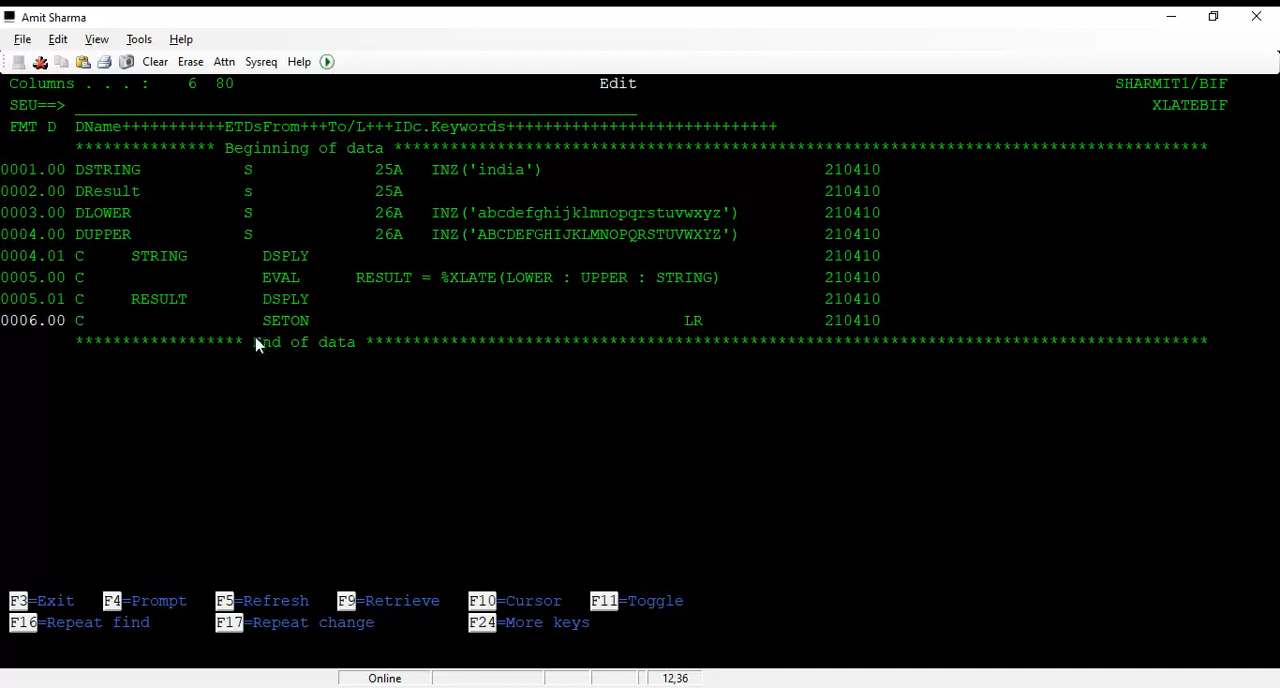 Amit Sharma
File Edit View Tools Help
Clear Erase Attn Sysreq Help
Columns . . . : 6 80 Edit SHARMIT1/BIF
SEU==> XLATEBIF
FMT D DName+++++++++++ETDsFrom+++To/L+++IDc.Keywords+++++++++++++++++++++++++++++
*************** Beginning of data ***************************************************************************************
0001.00 DSTRING S 25A INZ('india') 210410
0002.00 DResult s 25A 210410
0003.00 DLOWER S 26A INZ('abcdefghijklmnopqrstuvwxyz') 210410
0004.00 DUPPER S 26A INZ('ABCDEFGHIJKLMNOPQRSTUVWXYZ') 210410
0004.01 C STRING DSPLY 210410
0005.00 C EVAL RESULT = %XLATE(LOWER : UPPER : STRING) 210410
0005.01 C RESULT DSPLY 210410
0006.00 C SETON LR 210410
****************** End of data ******************************************************************************************
F3=Exit F4=Prompt F5=Refresh F9=Retrieve F10=Cursor F11=Toggle
F16=Repeat find F17=Repeat change F24=More keys
Online 12,36